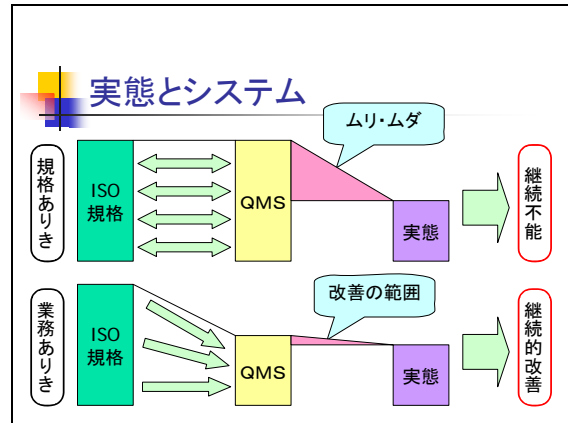 実態とシステム
ムリ・ムダ
規格ありき
ISO
規格
QMS
実態
継続不能
改善の範囲
業務ありき
ISO
規格
QMS
実態
継続的改善